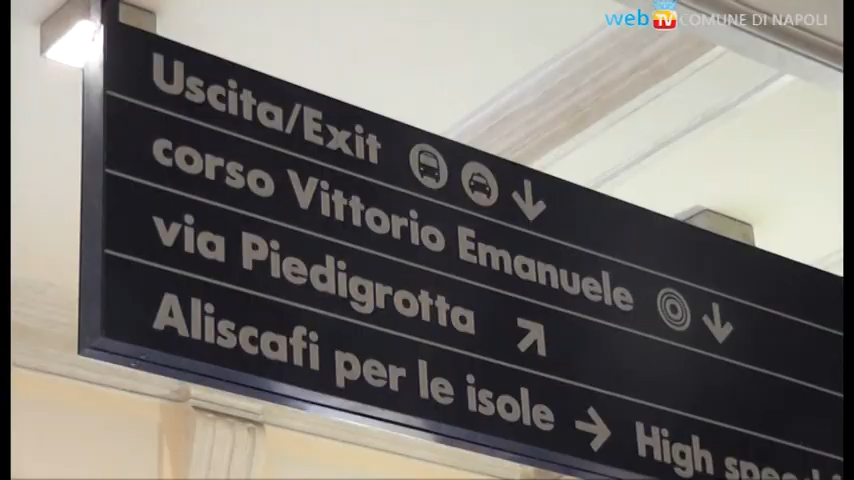 web TV COMUNE DI NAPOLI
Uscita/Exit
corso Vittorio Emanuele
via Piedigrotta
Aliscafi per le isole → High